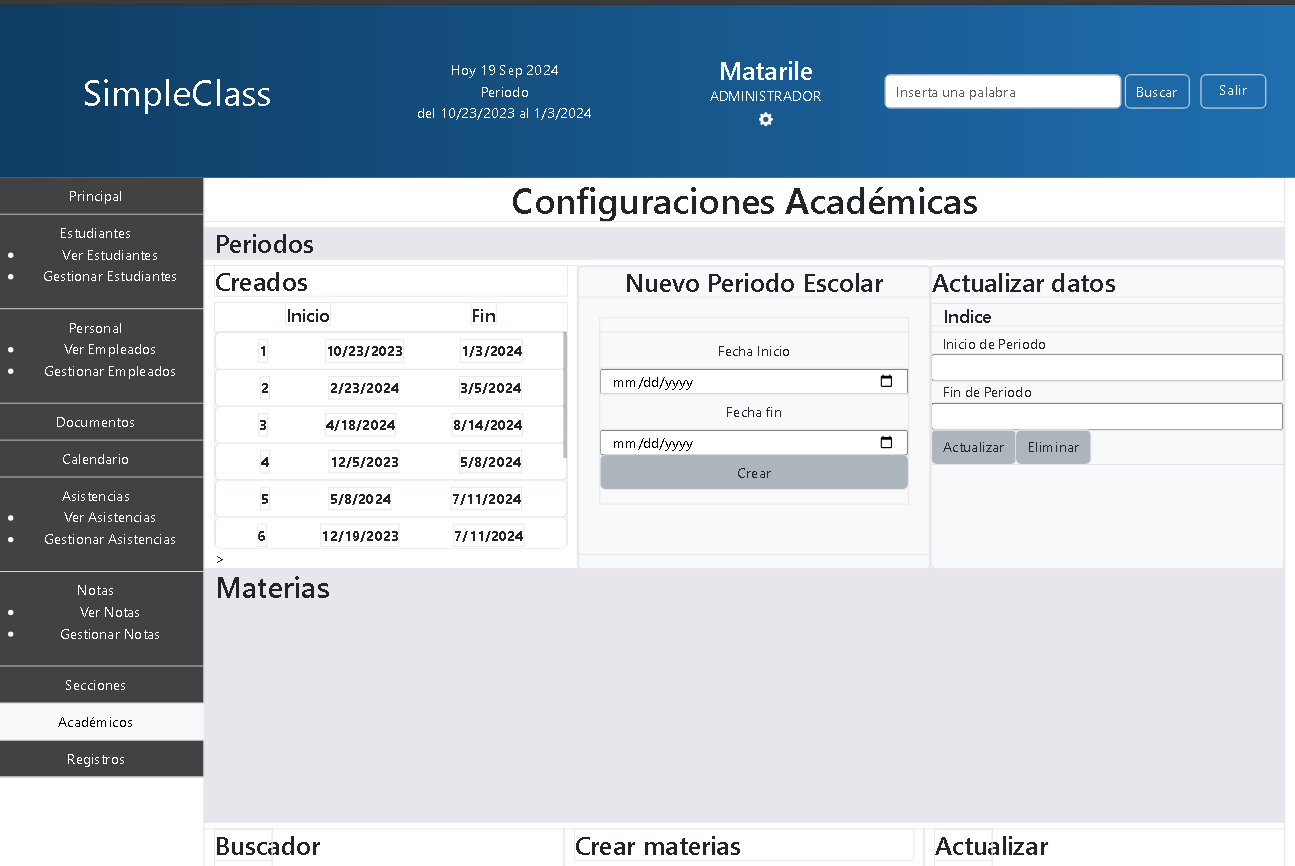 SimpleClass
Hoy 19 Sep 2024
Periodo
del 10/23/2023 al 1/3/2024
Matarile
ADMINISTRADOR
Inserta una palabra
Buscar
Salir
Principal
Estudiantes
Ver Estudiantes
Gestionar Estudiantes
Personal
Ver Empleados
Gestionar Empleados
Documentos
Calendario
Asistencias
Ver Asistencias
Gestionar Asistencias
Notas
Ver Notas
Gestionar Notas
Secciones
Académicos
Registros
Configuraciones Académicas
Periodos
Creados
Inicio Fin
1 10/23/2023 1/3/2024
2 2/23/2024 3/5/2024
3 4/18/2024 8/14/2024
4 12/5/2023 5/8/2024
5 5/8/2024 7/11/2024
6 12/19/2023 7/11/2024
>
Nuevo Periodo Escolar
Fecha Inicio
mm/dd/yyyy
Fecha fin
mm/dd/yyyy
Crear
Actualizar datos
Indice
Inicio de Periodo
Fin de Periodo
Actualizar Eliminar
Materias
Buscador
Crear materias
Actualizar